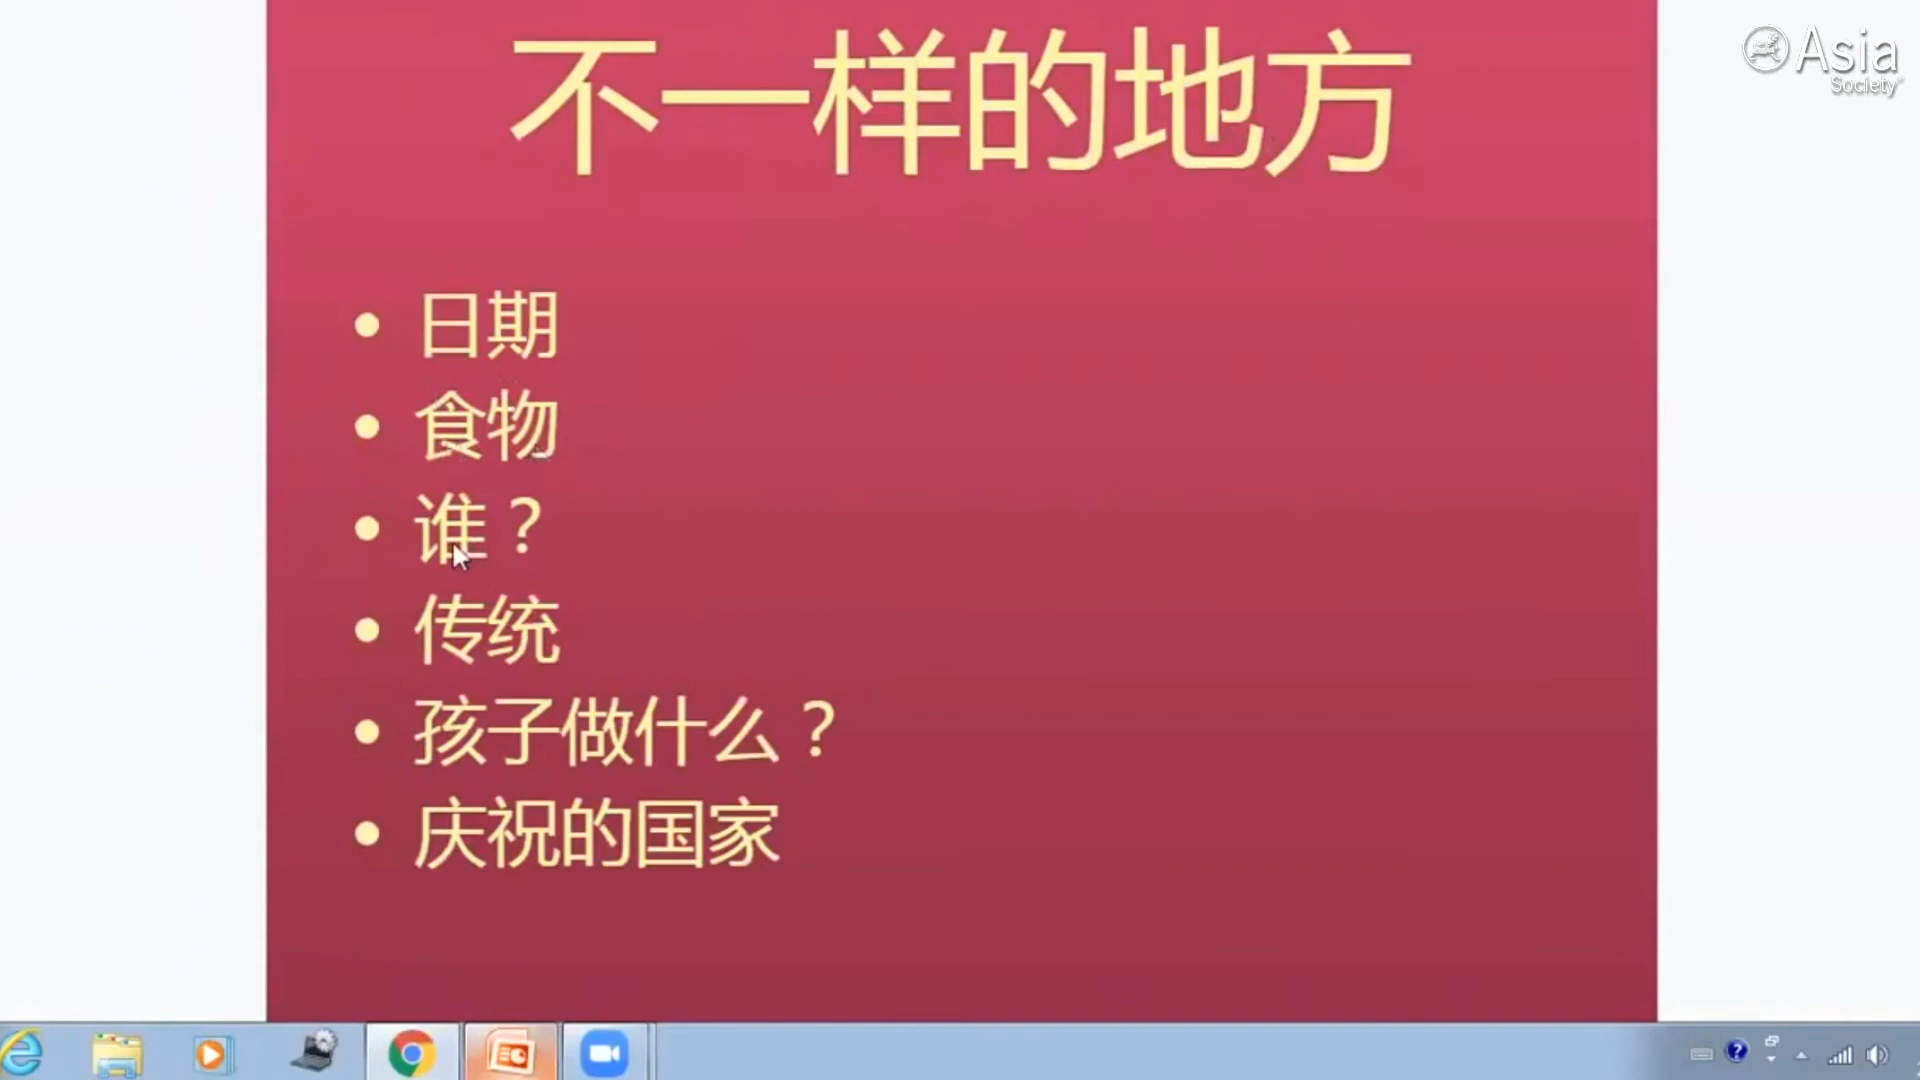 不一样的地方
Asia
Society
日期
食物
谁？
传统
孩子做什么？
庆祝的国家